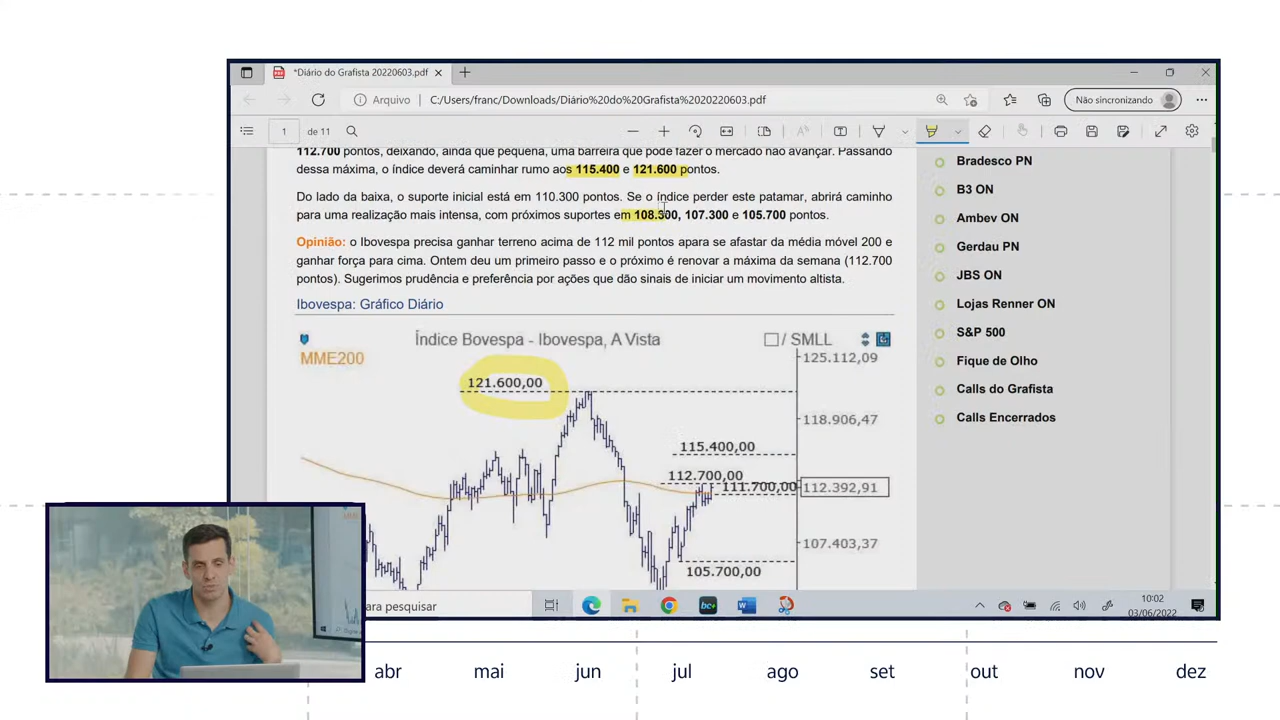 *Diário do Grafista 20220603.pdf
Arquivo
C:/Users/franc/Downloads/Diário%20do%20Grafista%2020220603.pdf
Não sincronizando
1 de 11
112.700 pontos, deixando, ainda que pequena, uma barreira que pode fazer o mercado não avançar. Passando
dessa máxima, o índice deverá caminhar rumo aos 115.400 e 121.600 pontos.
Do lado da baixa, o suporte inicial está em 110.300 pontos. Se o índice perder este patamar, abrirá caminho
para uma realização mais intensa, com próximos suportes em 108.300, 107.300 e 105.700 pontos.
Opinião: o Ibovespa precisa ganhar terreno acima de 112 mil pontos apara se afastar da média móvel 200 e
ganhar força para cima. Ontem deu um primeiro passo e o próximo é renovar a máxima da semana (112.700
pontos). Sugerimos prudência e preferência por ações que dão sinais de iniciar um movimento altista.
Ibovespa: Gráfico Diário
Índice Bovespa - Ibovespa, A Vista
/ SMLL
MME200
125.112,09
121.600,00
118.906,47
115.400,00
112.700,00
111.700,00
112.392,91
107.403,37
105.700,00
Bradesco PN
B3 ON
Ambev ON
Gerdau PN
JBS ON
Lojas Renner ON
S&P 500
Fique de Olho
Calls do Grafista
Calls Encerrados
para pesquisar
bc+
10:02
03/06/2022
abr mai jun jul ago set out nov dez